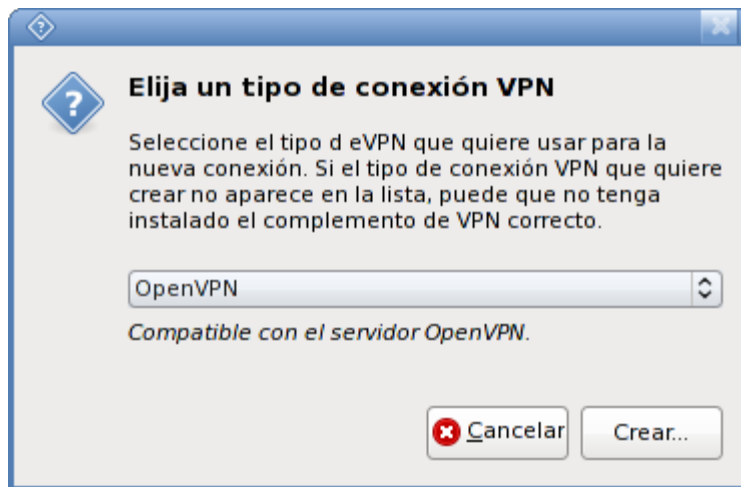 Elija un tipo de conexión VPN
Seleccione el tipo d eVPN que quiere usar para la
nueva conexión. Si el tipo de conexión VPN que quiere
crear no aparece en la lista, puede que no tenga
instalado el complemento de VPN correcto.
OpenVPN
Compatible con el servidor OpenVPN.
Cancelar Crear...